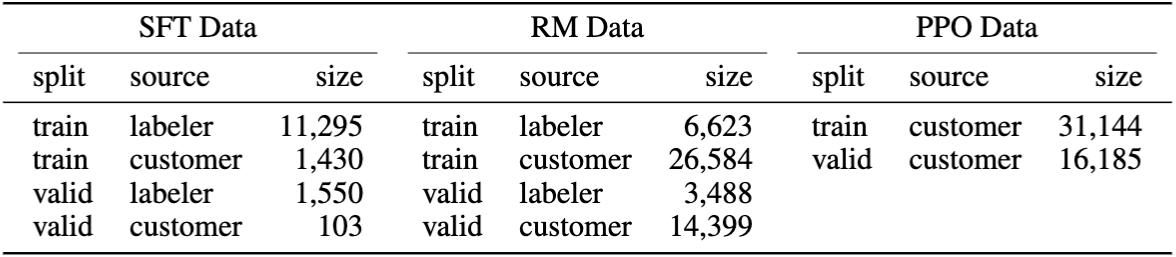 SFT Data RM Data PPO Data
split source size split source size split source size
train labeler 11,295 train labeler 6,623 train customer 31,144
train customer 1,430 train customer 26,584 valid customer 16,185
valid labeler 1,550 valid labeler 3,488
valid customer 103 valid customer 14,399